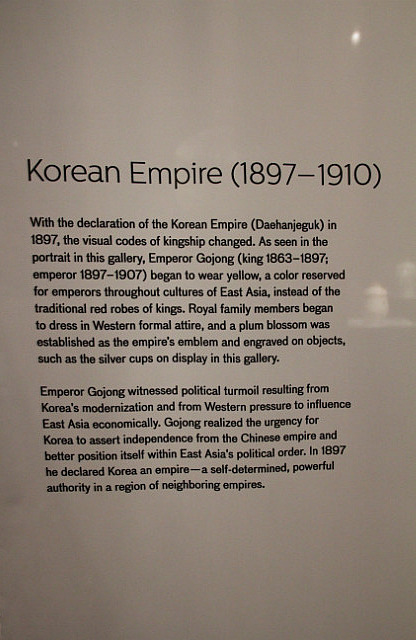 Korean Empire (1897–1910)
With the declaration of the Korean Empire (Daehanjeguk) in
1897, the visual codes of kingship changed. As seen in the
portrait in this gallery, Emperor Gojong (king 1863–1897;
emperor 1897–1907) began to wear yellow, a color reserved
for emperors throughout cultures of East Asia, instead of the
traditional red robes of kings. Royal family members began
to dress in Western formal attire, and a plum blossom was
established as the empire's emblem and engraved on objects,
such as the silver cups on display in this gallery.
Emperor Gojong witnessed political turmoil resulting from
Korea's modernization and from Western pressure to influence
East Asia economically. Gojong realized the urgency for
Korea to assert independence from the Chinese empire and
better position itself within East Asia's political order. In 1897
he declared Korea an empire—a self-determined, powerful
authority in a region of neighboring empires.